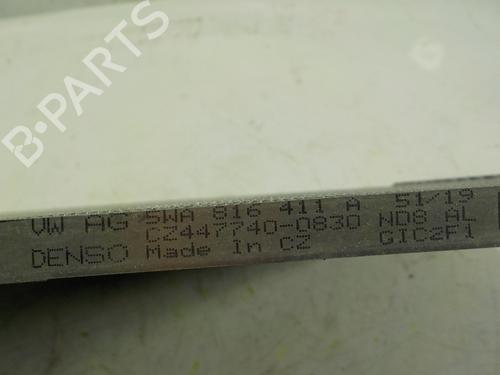 B-PARTS
VW AG 5WA 816 411 A 51/19
CZ447740-0830 ND8 AL
DENSO Made In CZ GIC2F1